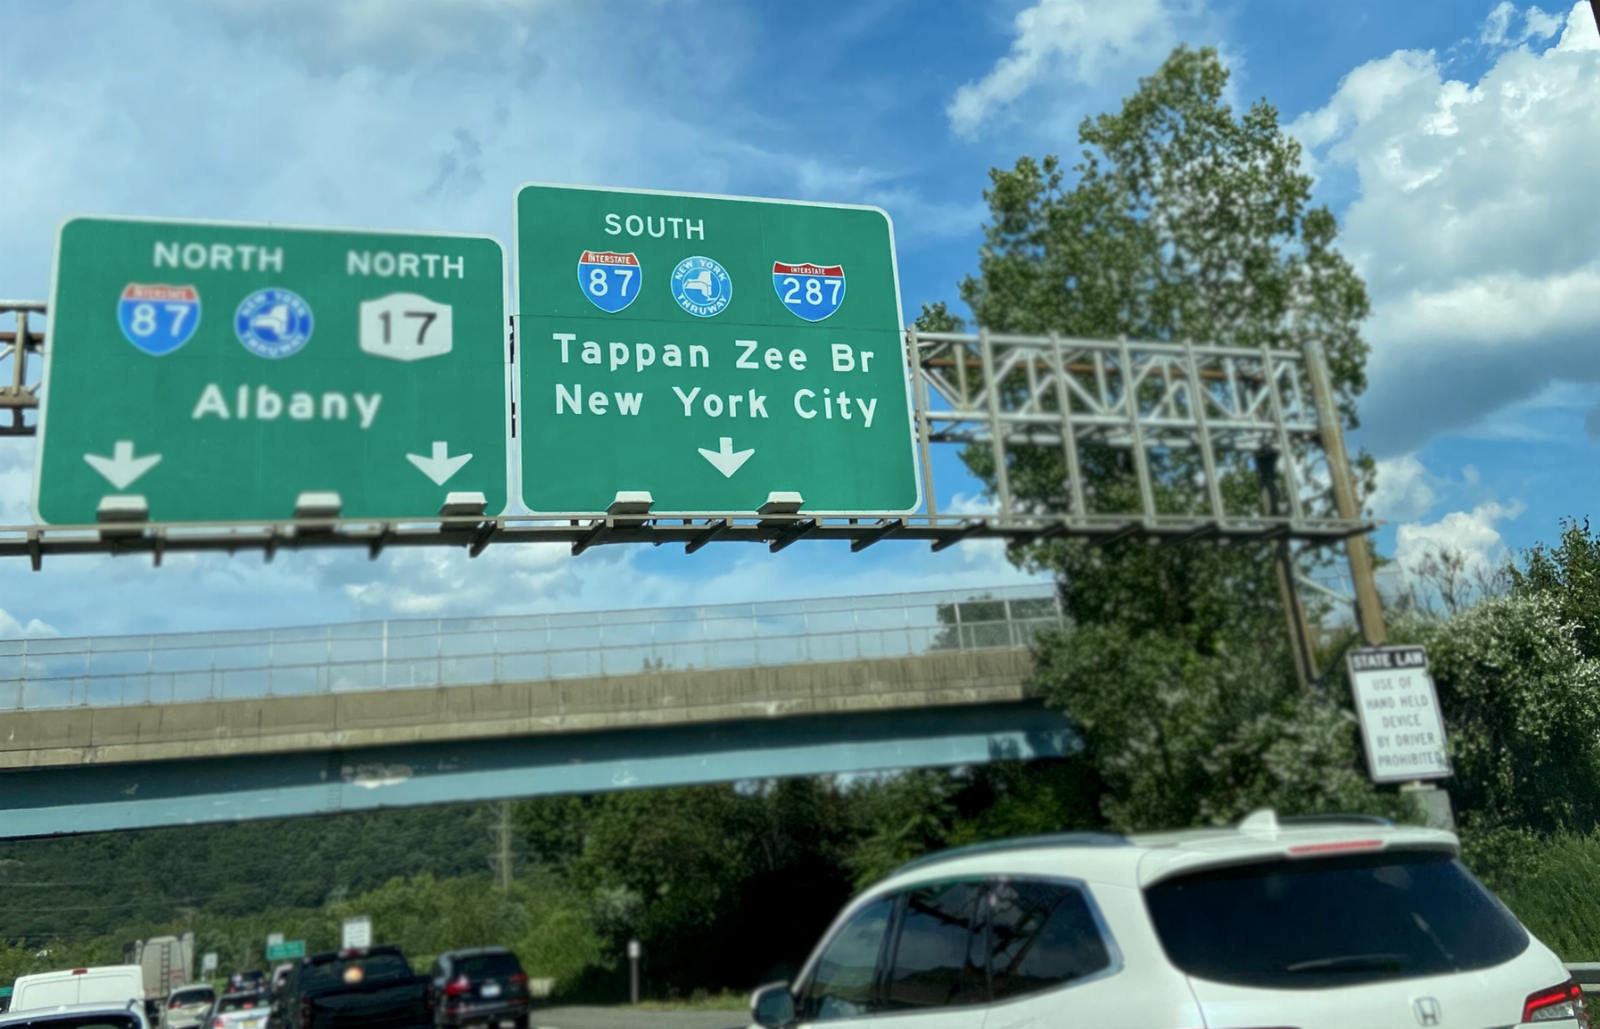 NORTH NORTH
INTERSTATE
87
NEW YORK
THRUWAY
17
Albany
SOUTH
INTERSTATE
87
NEW YORK
THRUWAY
INTERSTATE
287
Tappan Zee Br
New York City
STATE LAW
USE OF
HAND HELD
DEVICE
BY DRIVER
PROHIBITED